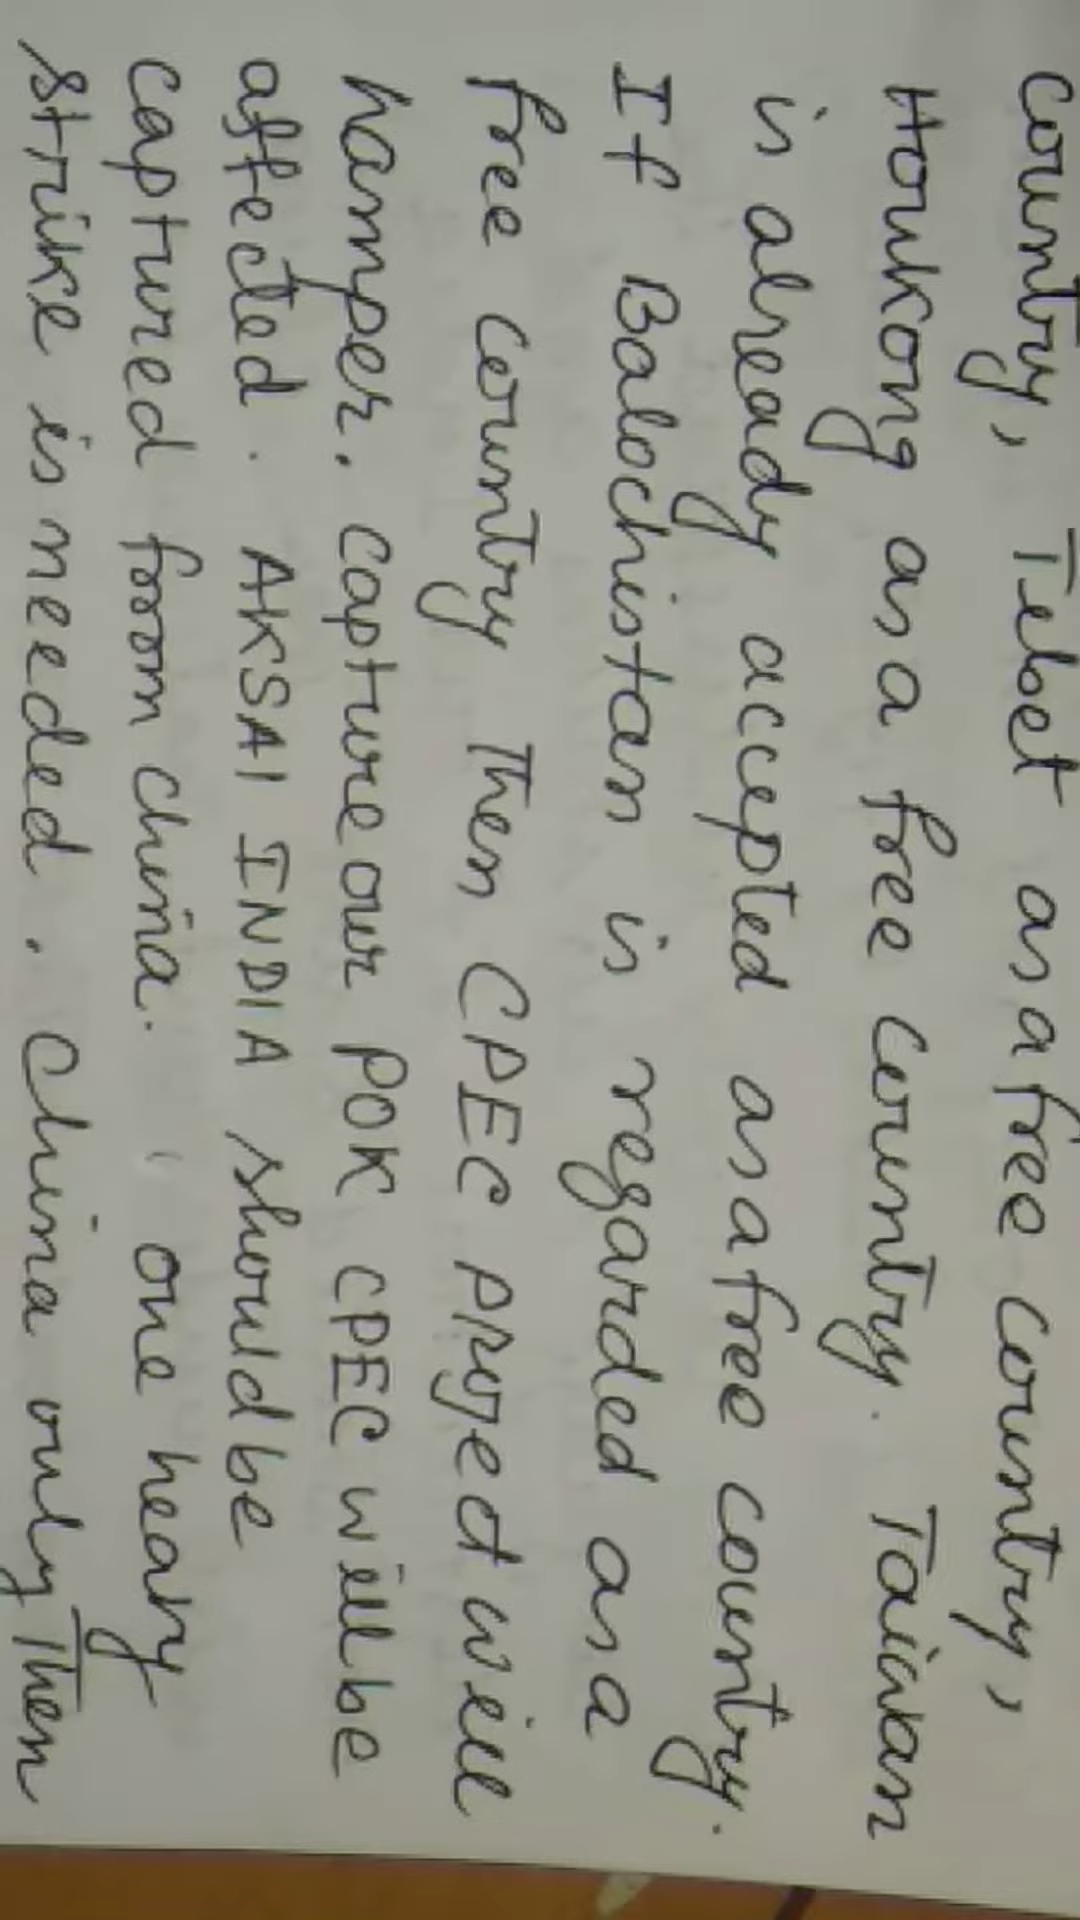 country, Tibet as a free country,
Houkong as a free country. Taiwan
is already accepted as a free country.
If Balochistan is regarded as a
free country Then CPEC project will
hamper. Capture our POK CPEC will be
affected. AKSAI INDIA should be
captured from china. one heavy
strike is needed. China only Then